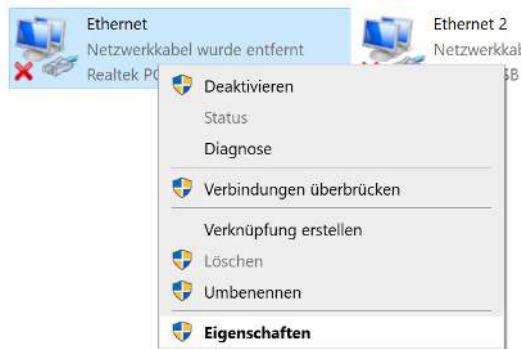 Ethernet
Netzwerkkabel wurde entfernt
Realtek
Ethernet 2
Deaktivieren
Status
Diagnose
Verbindungen überbrücken
Verknüpfung erstellen
Löschen
Umbenennen
Eigenschaften